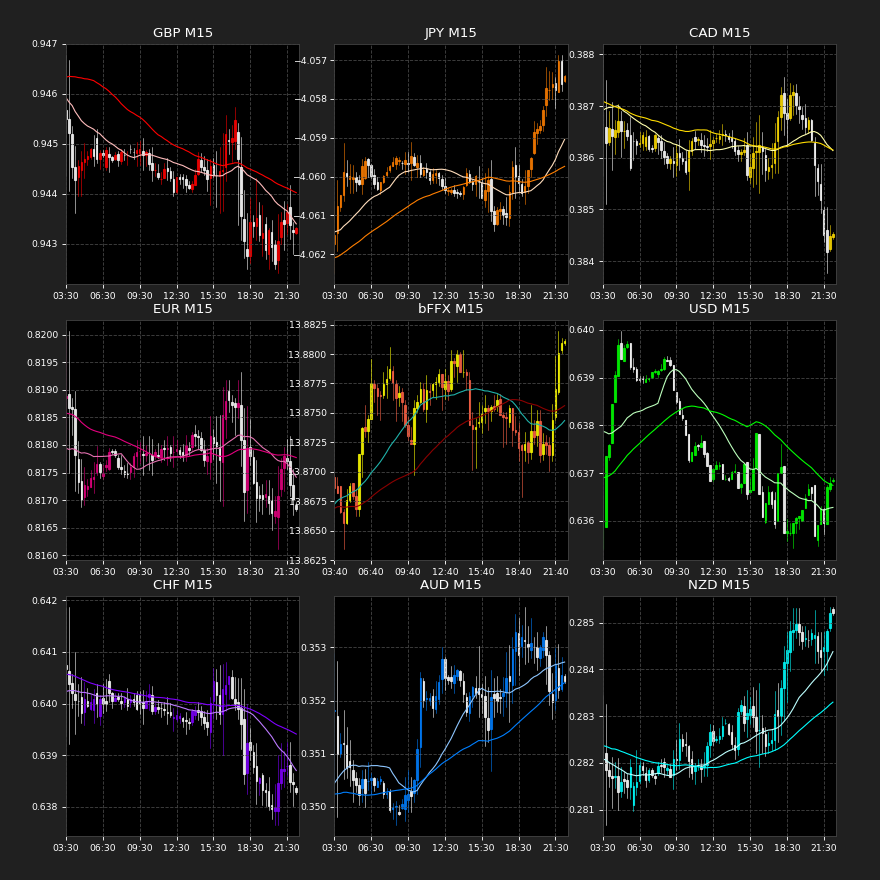 GBP M15
0.947
0.946
0.945
0.944
0.943
03:30 06:30 09:30 12:30 15:30 18:30 21:30
JPY M15
−4.057
−4.058
−4.059
−4.060
−4.061
−4.062
03:30 06:30 09:30 12:30 15:30 18:30 21:30
CAD M15
0.388
0.387
0.386
0.385
0.384
03:30 06:30 09:30 12:30 15:30 18:30 21:30
EUR M15
0.8200
0.8195
0.8190
0.8185
0.8180
0.8175
0.8170
0.8165
0.8160
03:30 06:30 09:30 12:30 15:30 18:30 21:30
bFFX M15
13.8825
13.8800
13.8775
13.8750
13.8725
13.8700
13.8675
13.8650
13.8625
03:40 06:40 09:40 12:40 15:40 18:40 21:40
USD M15
0.640
0.639
0.638
0.637
0.636
03:30 06:30 09:30 12:30 15:30 18:30 21:30
CHF M15
0.642
0.641
0.640
0.639
0.638
03:30 06:30 09:30 12:30 15:30 18:30 21:30
AUD M15
0.353
0.352
0.351
0.350
03:30 06:30 09:30 12:30 15:30 18:30 21:30
NZD M15
0.285
0.284
0.283
0.282
0.281
03:30 06:30 09:30 12:30 15:30 18:30 21:30